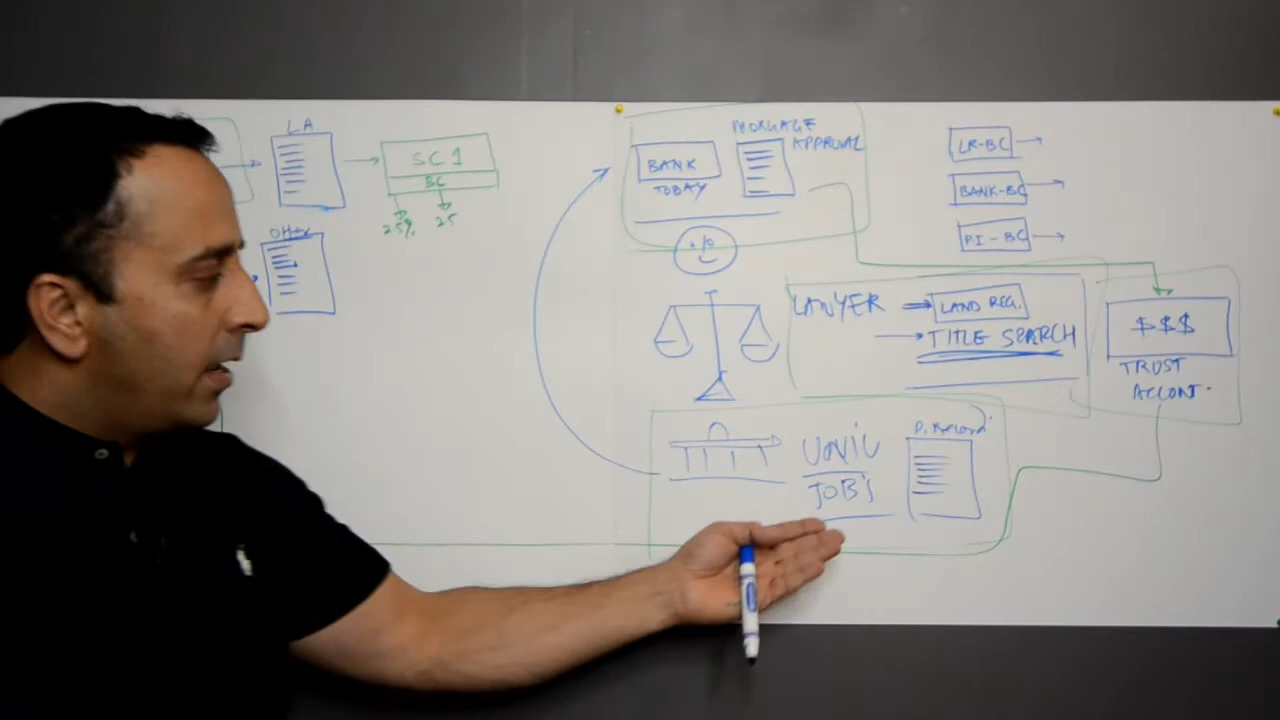 LA
SC 1
BC
25%
25
BANK
TODAY
MORGAGE
APPROVAL
LR-BC
BANK-BC
PI-BC
LAWYER
LAND REG.
TITLE SEARCH
$$$
TRUST
ACCONT.
JOB'S